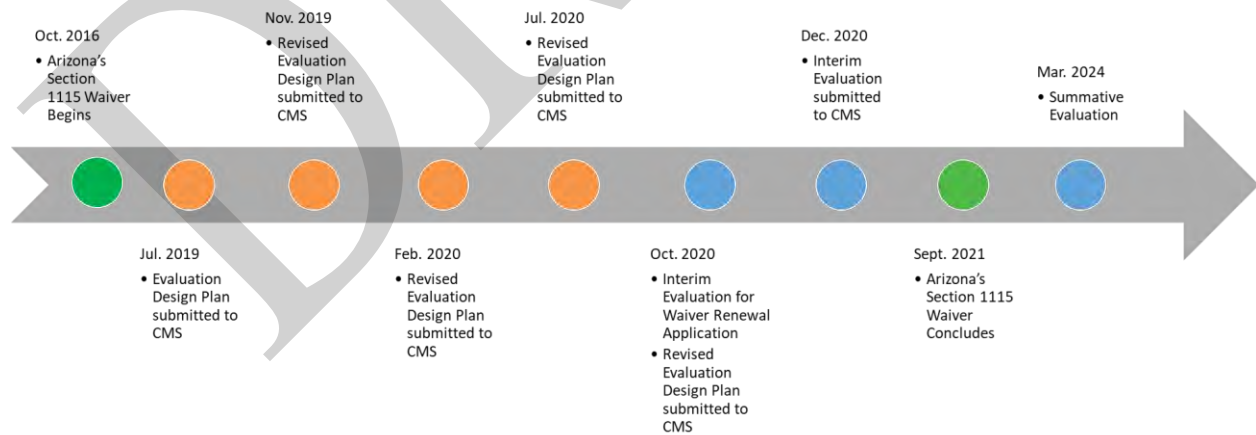 Oct. 2016
• Arizona's
Section
1115 Waiver
Begins
Jul. 2019
• Evaluation
Design Plan
submitted to
CMS
Nov. 2019
• Revised
Evaluation
Design Plan
submitted to
CMS
Feb. 2020
• Revised
Evaluation
Design Plan
submitted to
CMS
Jul. 2020
• Revised
Evaluation
Design Plan
submitted to
CMS
Oct. 2020
• Interim
Evaluation for
Waiver Renewal
Application
• Revised
Evaluation
Design Plan
submitted to
CMS
Dec. 2020
• Interim
Evaluation
submitted
to CMS
Sept. 2021
• Arizona's
Section 1115
Waiver
Concludes
Mar. 2024
• Summative
Evaluation